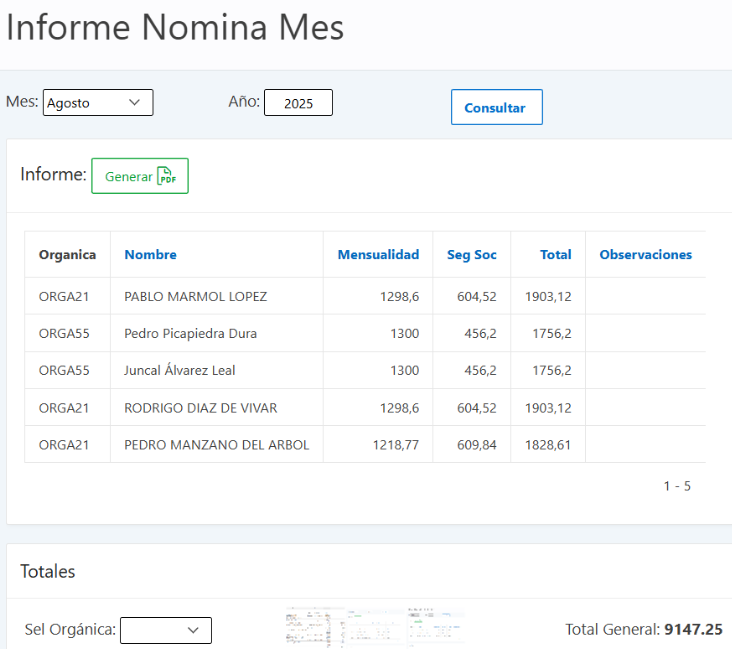 Informe Nomina Mes
Mes: Agosto Año: 2025 Consultar
Informe: Generar PDF
Organica Nombre Mensualidad Seg Soc Total Observaciones
ORGA21 PABLO MARMOL LOPEZ 1298,6 604,52 1903,12
ORGA55 Pedro Picapiedra Dura 1300 456,2 1756,2
ORGA55 Juncal Álvarez Leal 1300 456,2 1756,2
ORGA21 RODRIGO DIAZ DE VIVAR 1298,6 604,52 1903,12
ORGA21 PEDRO MANZANO DEL ARBOL 1218,77 609,84 1828,61
1 - 5
Totales
Sel Orgánica: Total General: 9147.25